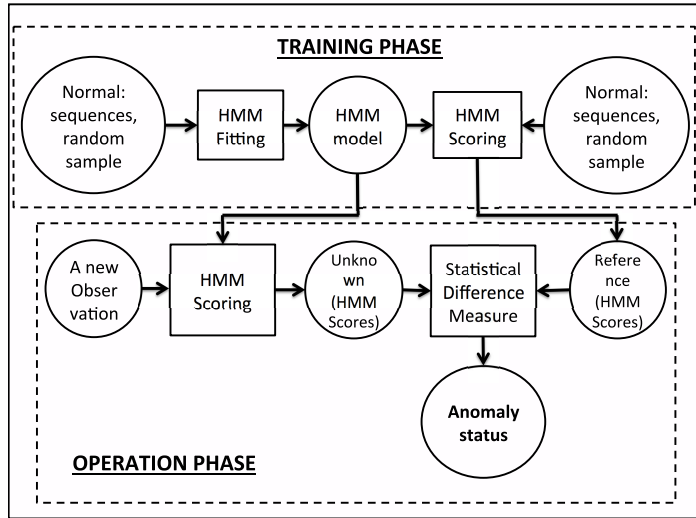 TRAINING PHASE
Normal:
sequences,
random
sample
HMM
Fitting
HMM
model
HMM
Scoring
Normal:
sequences,
random
sample
A new
Obser
vation
HMM
Scoring
Unkno
wn
(HMM
Scores)
Statistical
Difference
Measure
Refere
nce
(HMM
Scores)
Anomaly
status
OPERATION PHASE